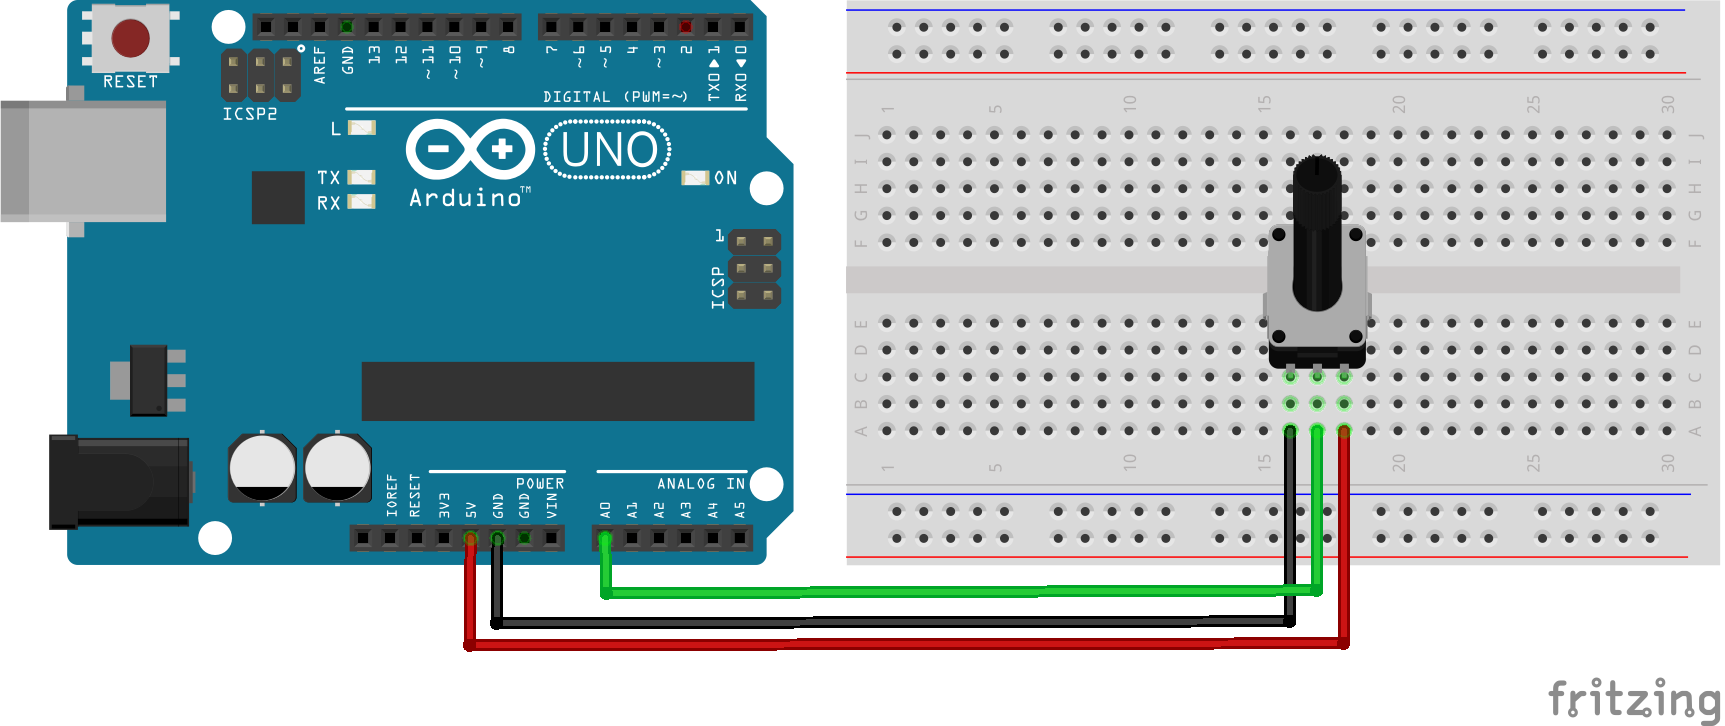 RESET
ICSP2
AREF
GND
13
12
~11
~10
~9
8
7
~6
~5
4
~3
2
TX0▶1
RX0◀0
DIGITAL (PWM=~)
L
TX
RX
UNO
Arduino™
ON
1
ICSP
IOREF
RESET
3V3
5V
GND
GND
VIN
POWER
A0
A1
A2
A3
A4
A5
ANALOG IN
1 5 10 15 20 25 30
J J
I I
H H
G G
F F
E E
D D
C C
B B
A A
1 5 10 15 20 25 30
fritzing